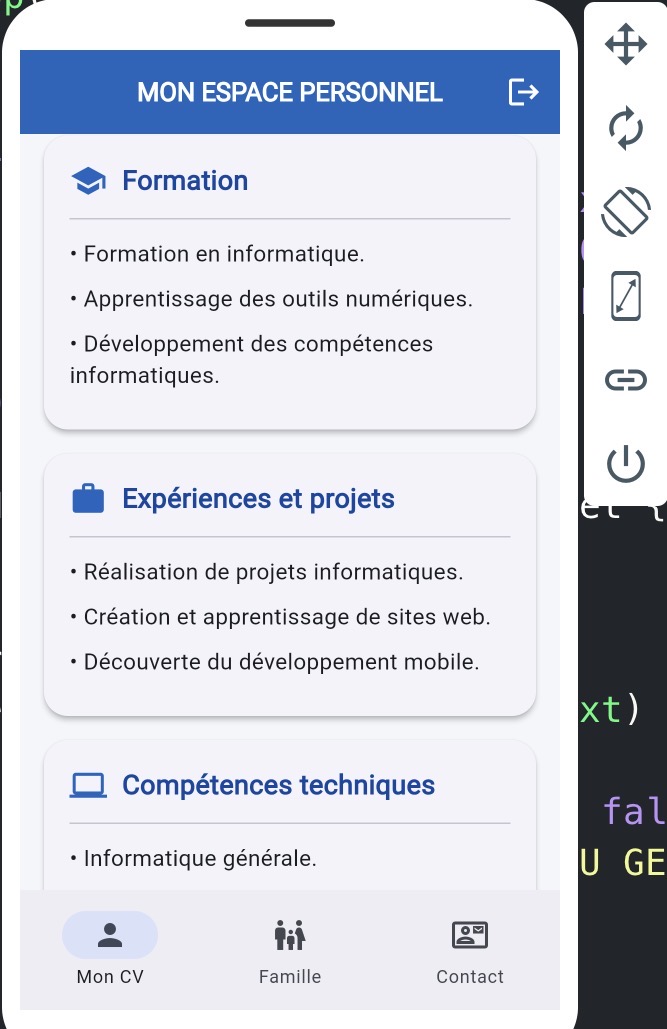 MON ESPACE PERSONNEL
Formation
• Formation en informatique.
• Apprentissage des outils numériques.
• Développement des compétences
informatiques.
Expériences et projets
• Réalisation de projets informatiques.
• Création et apprentissage de sites web.
• Découverte du développement mobile.
Compétences techniques
• Informatique générale.
Mon CV
Famille
Contact
xt)
fal
U GE